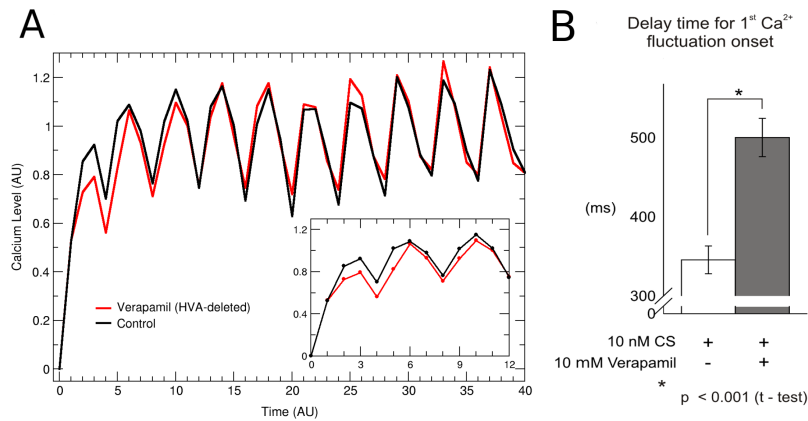 A
1.2
1
0.8
0.6
0.4
0.2
0
Calcium Level (AU)
Verapamil (HVA-deleted)
Control
1.2
0.8
0.4
0
0 3 6 9 12
0 5 10 15 20 25 30 35 40
Time (AU)
B
Delay time for 1st Ca2+
fluctuation onset
*
500
(ms)
400
300
0
10 nM CS + +
10 mM Verapamil - +
* p < 0.001 (t - test)